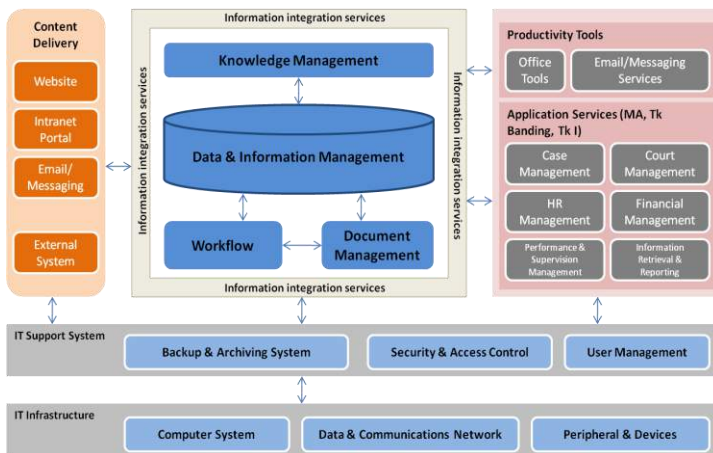 Content
Delivery
Website
Intranet
Portal
Email/
Messaging
External
System
Information integration services
Information integration services
Knowledge Management
Data & Information Management
Workflow
Document
Management
Information integration services
Information integration services
Productivity Tools
Office
Tools
Email/Messaging
Services
Application Services (MA, Tk
Banding, Tk I)
Case
Management
Court
Management
HR
Management
Financial
Management
Performance &
Supervision
Management
Information
Retrieval &
Reporting
IT Support System
Backup & Archiving System
Security & Access Control
User Management
IT Infrastructure
Computer System
Data & Communications Network
Peripheral & Devices